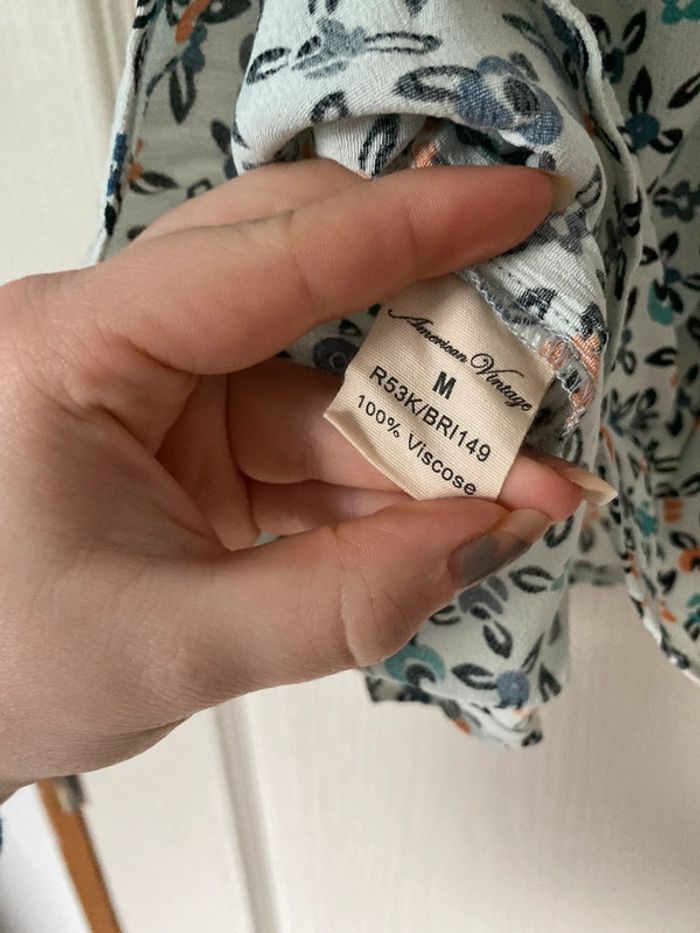 American Vintage
M
R53K/BRI149
100% Viscose